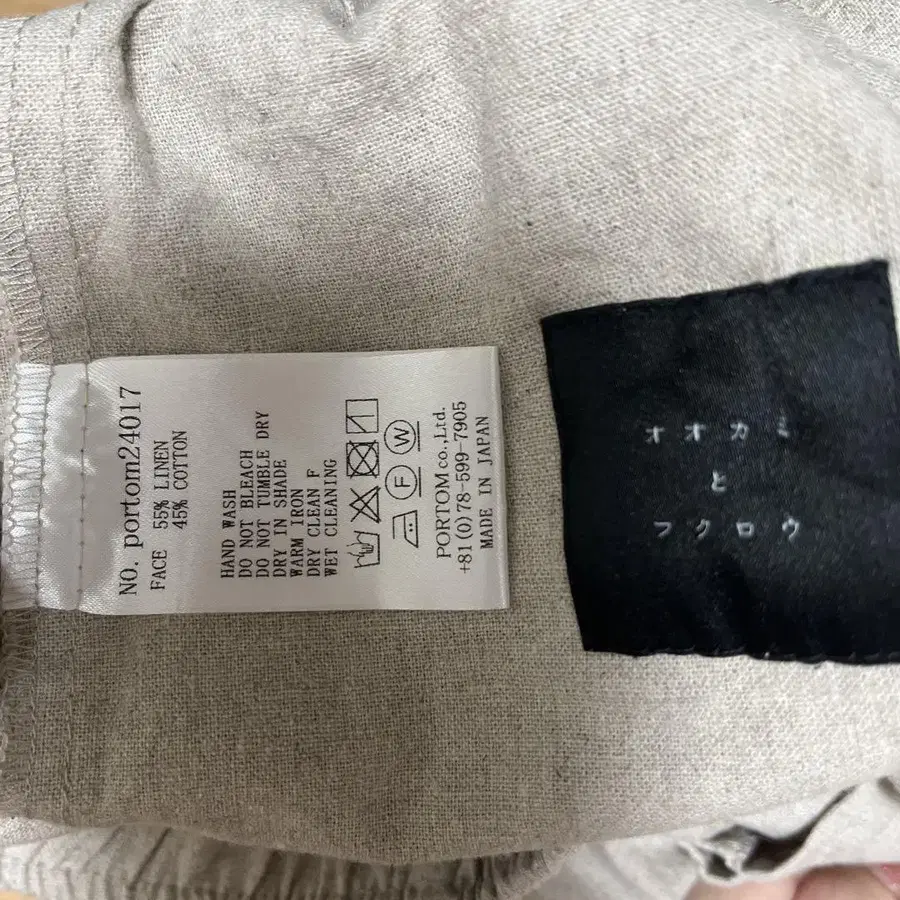 NO. portom24017
FACE 55% LINEN
45% COTTON
HAND WASH
DO NOT BLEACH
DO NOT TUMBLE DRY
DRY IN SHADE
WARM IRON
DRY CLEAN F
WET CLEANING
F W
PORTOM co.,Ltd.
+81(0)78-599-7905
MADE IN JAPAN
オオカミ
と
フクロウ